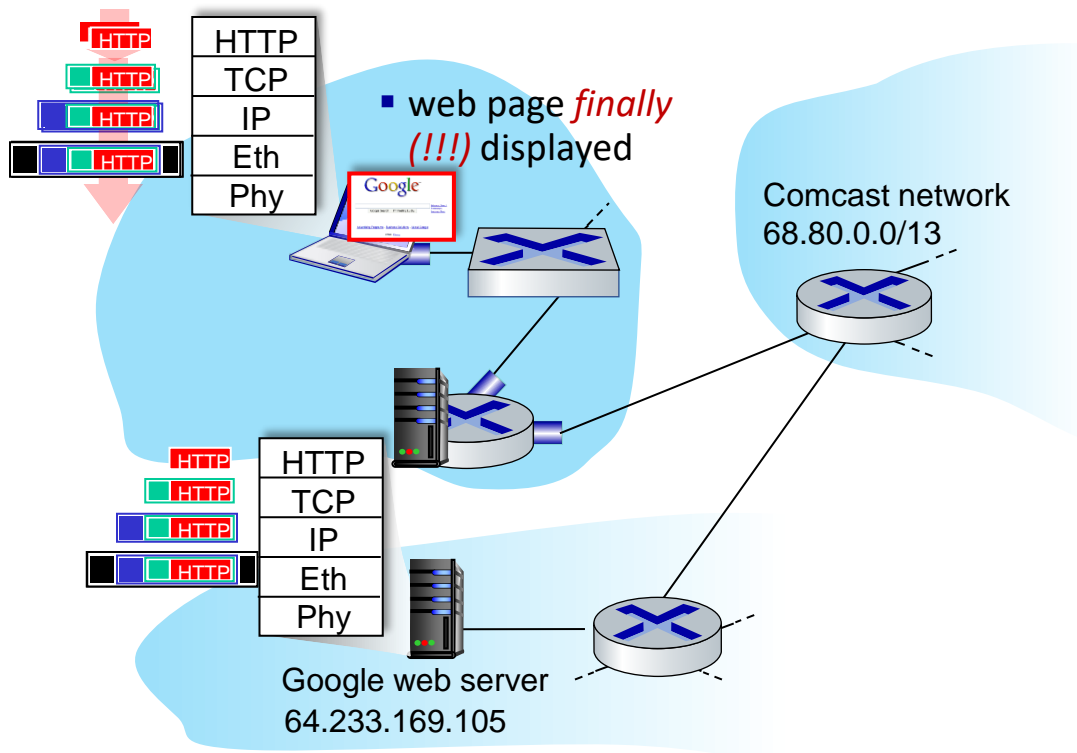 HTTP
HTTP
HTTP
HTTP
HTTP
TCP
IP
Eth
Phy
▪ web page finally
(!!!) displayed
Google
Comcast network
68.80.0.0/13
HTTP
HTTP
HTTP
HTTP
HTTP
TCP
IP
Eth
Phy
Google web server
64.233.169.105